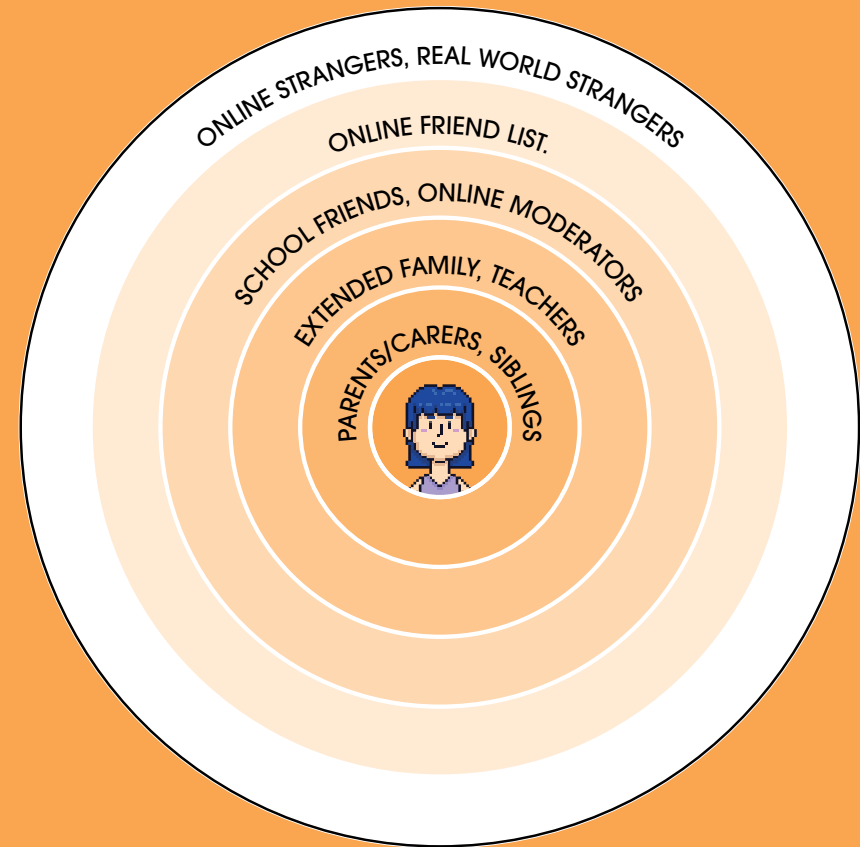 ONLINE STRANGERS, REAL WORLD STRANGERS
ONLINE FRIEND LIST.
SCHOOL FRIENDS, ONLINE MODERATORS
EXTENDED FAMILY, TEACHERS
PARENTS/CARERS, SIBLINGS